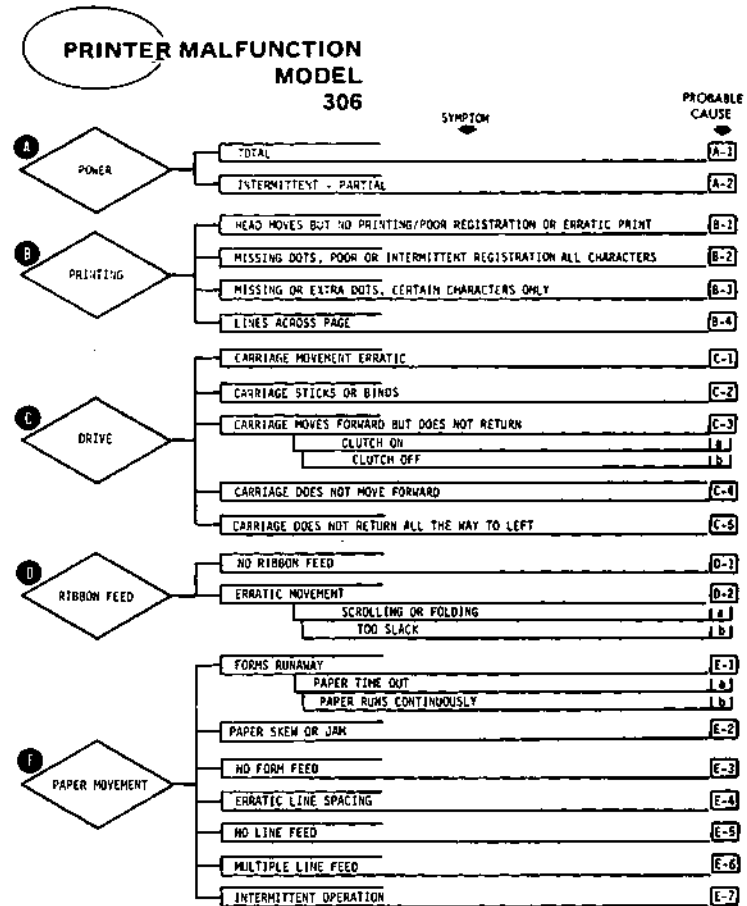 PRINTER MALFUNCTION
MODEL
306
SYMPTOM
PROBABLE
CAUSE
A
POWER
TOTAL A-1
INTERMITTENT - PARTIAL A-2
B
PRINTING
HEAD MOVES BUT NO PRINTING/POOR REGISTRATION OR ERRATIC PRINT B-1
MISSING DOTS, POOR OR INTERMITTENT REGISTRATION ALL CHARACTERS B-2
MISSING OR EXTRA DOTS, CERTAIN CHARACTERS ONLY B-3
LINES ACROSS PAGE B-4
C
DRIVE
CARRIAGE MOVEMENT ERRATIC C-1
CARRIAGE STICKS OR BINDS C-2
CARRIAGE MOVES FORWARD BUT DOES NOT RETURN C-3
CLUTCH ON a
CLUTCH OFF b
CARRIAGE DOES NOT MOVE FORWARD C-4
CARRIAGE DOES NOT RETURN ALL THE WAY TO LEFT C-5
D
RIBBON FEED
NO RIBBON FEED D-1
ERRATIC MOVEMENT D-2
SCROLLING OR FOLDING a
TOO SLACK b
E
PAPER MOVEMENT
FORMS RUNAWAY E-1
PAPER TIME OUT a
PAPER RUNS CONTINUOUSLY b
PAPER SKEW OR JAM E-2
NO FORM FEED E-3
ERRATIC LINE SPACING E-4
NO LINE FEED E-5
MULTIPLE LINE FEED E-6
INTERMITTENT OPERATION E-7